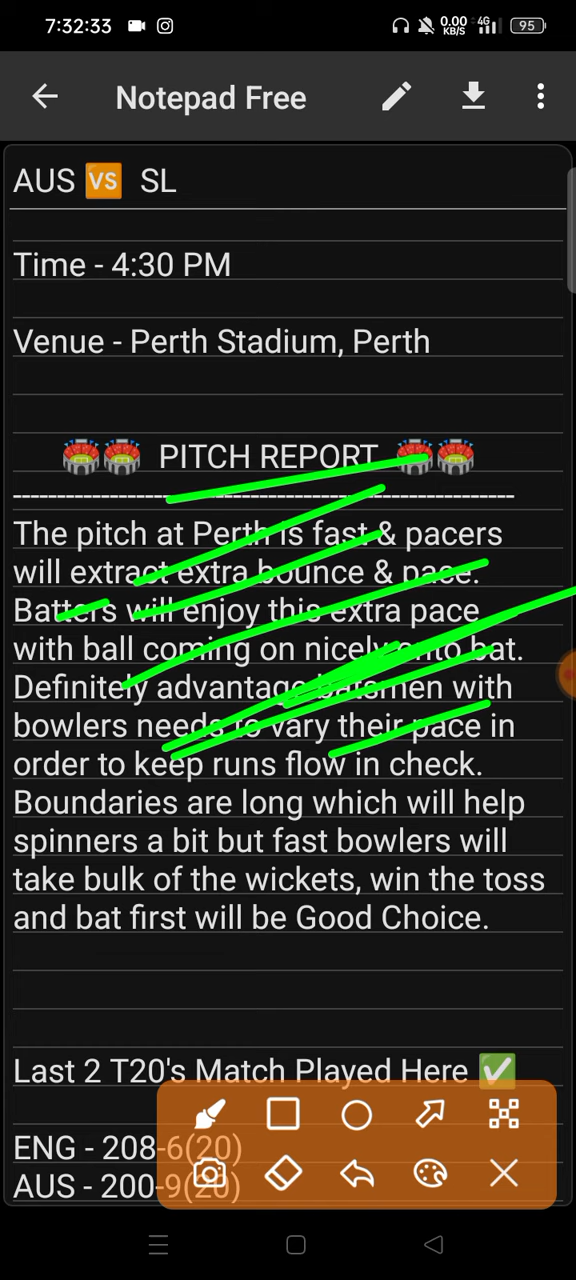 7:32:33
0.00
KB/S
4G
95
Notepad Free
AUS VS SL
Time - 4:30 PM
Venue - Perth Stadium, Perth
PITCH REPORT
The pitch at Perth is fast & pacers
will extract extra bounce & pace.
Batters will enjoy this extra pace
with ball coming on nicely onto bat.
Definitely advantage batsmen with
bowlers needs to vary their pace in
order to keep runs flow in check.
Boundaries are long which will help
spinners a bit but fast bowlers will
take bulk of the wickets, win the toss
and bat first will be Good Choice.
Last 2 T20's Match Played Here ✅
ENG - 208-6(20)
AUS - 200-9(20)